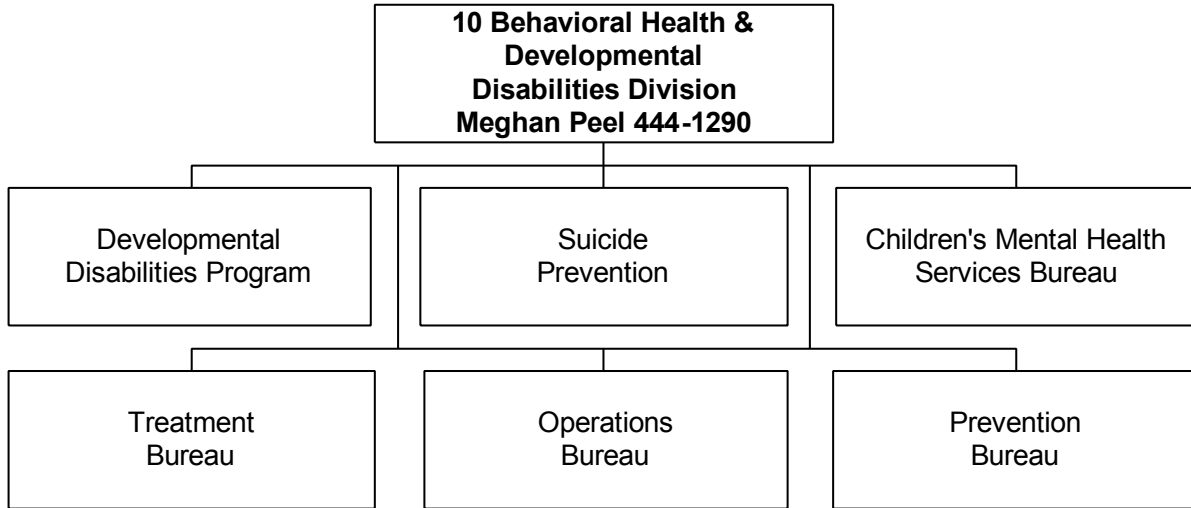 10 Behavioral Health &
Developmental
Disabilities Division
Meghan Peel 444-1290
Developmental
Disabilities Program
Suicide
Prevention
Children's Mental Health
Services Bureau
Treatment
Bureau
Operations
Bureau
Prevention
Bureau